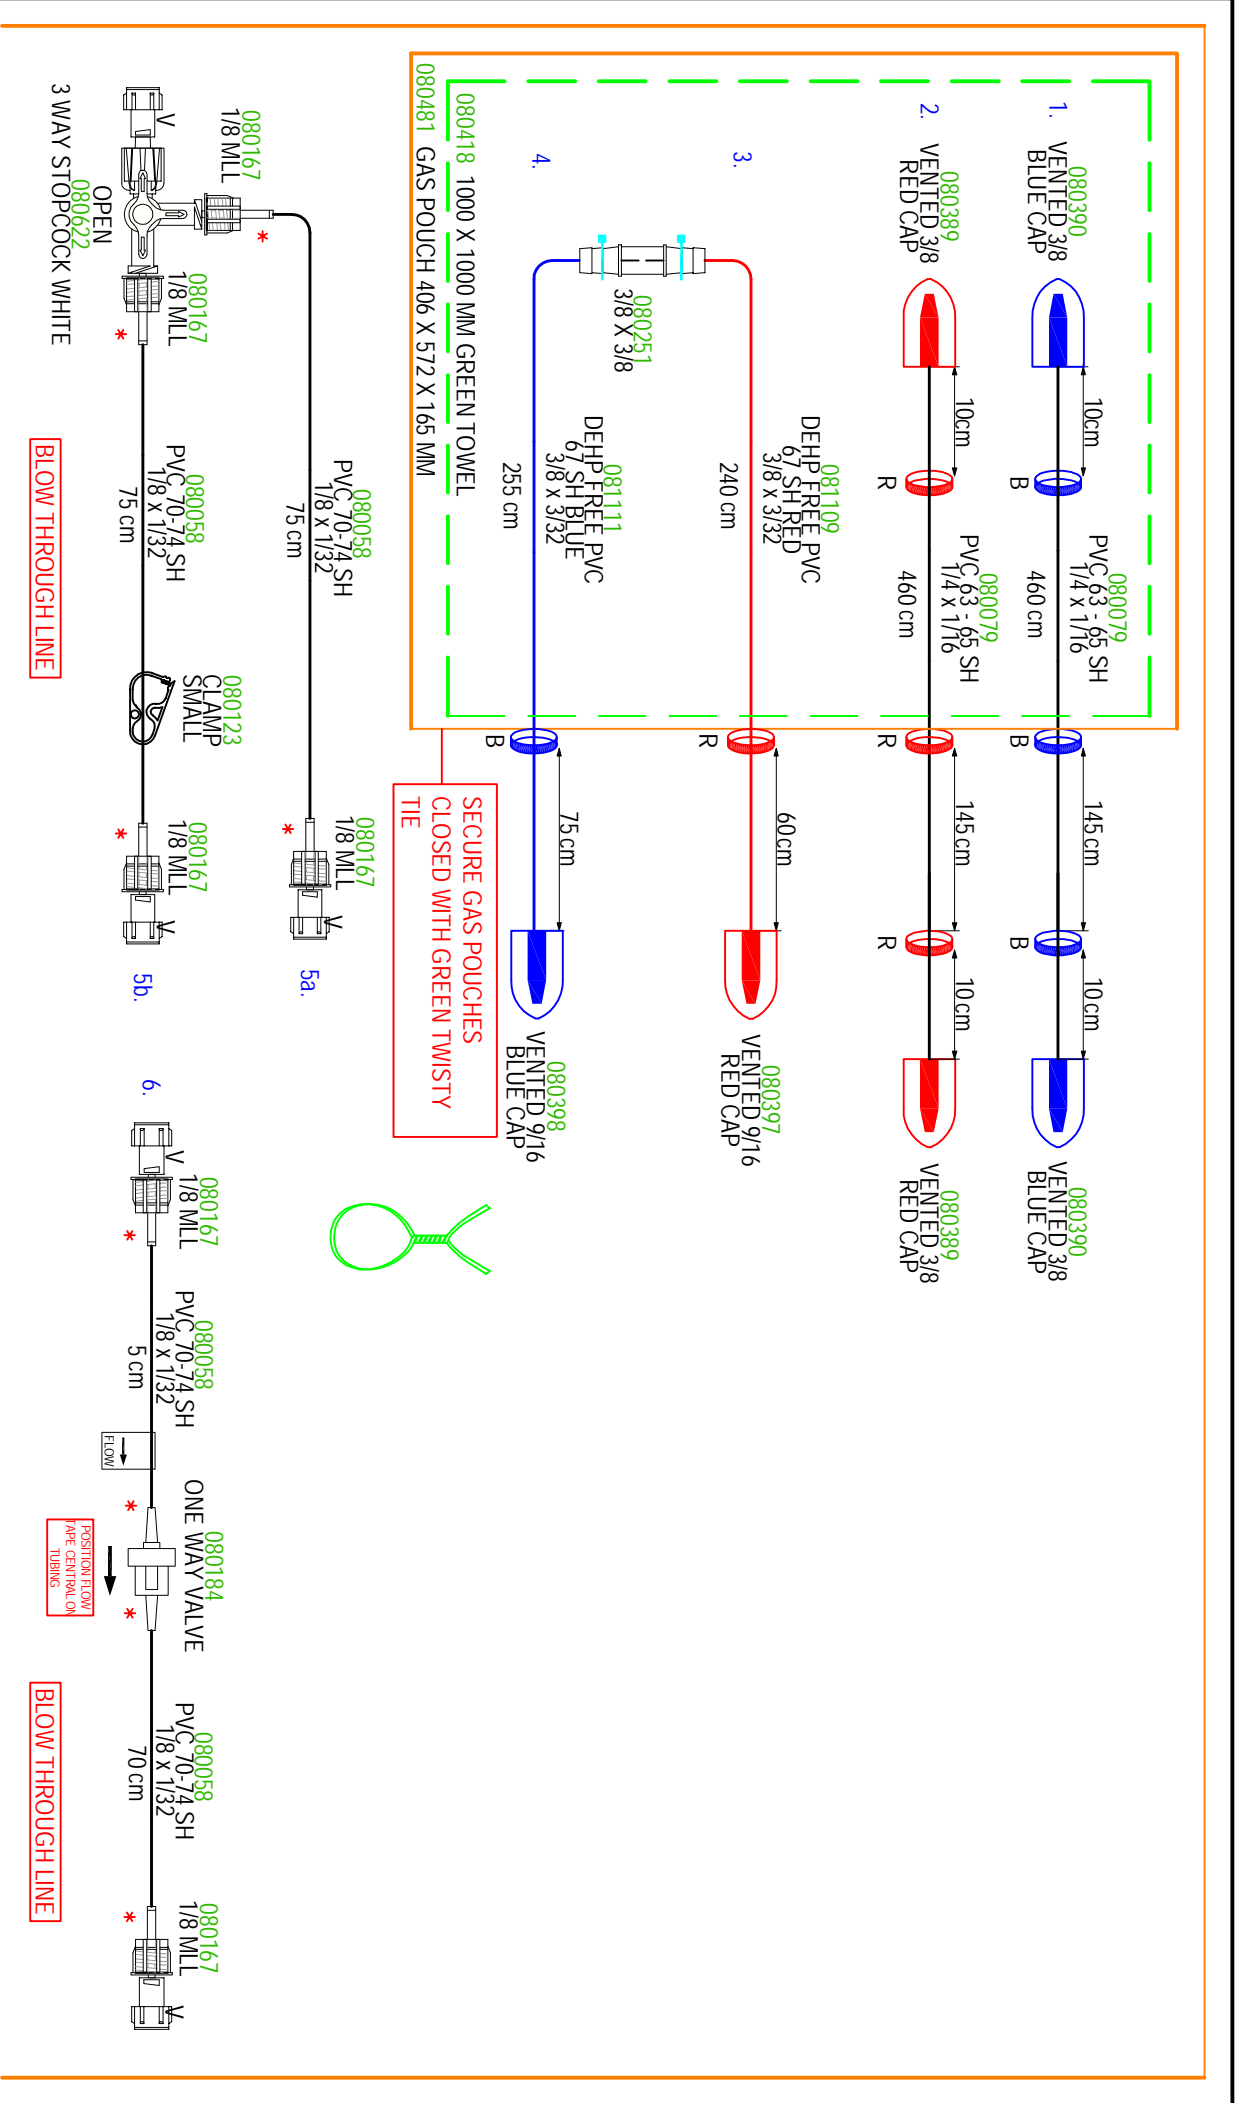 1.
080390
VENTED 3/8
BLUE CAP
10cm
B
080079
PVC 63 - 65 SH
1/4 X 1/16
460 cm
B
145 cm
B
10 cm
080390
VENTED 3/8
BLUE CAP
2.
080389
VENTED 3/8
RED CAP
10cm
R
080079
PVC 63 - 65 SH
1/4 X 1/16
460 cm
R
145 cm
R
10 cm
080389
VENTED 3/8
RED CAP
3.
081109
DEHP FREE PVC
67 SH RED
3/8 X 3/32
240 cm
R
60 cm
080397
VENTED 9/16
RED CAP
080251
3/8 X 3/8
4.
081111
DEHP FREE PVC
67 SH BLUE
3/8 X 3/32
255 cm
B
75 cm
080398
VENTED 9/16
BLUE CAP
080418 1000 X 1000 MM GREEN TOWEL
080481 GAS POUCH 406 X 572 X 165 MM
SECURE GAS POUCHES
CLOSED WITH GREEN TWISTY
TIE
080167
1/8 MLL
080058
PVC 70-74 SH
1/8 X 1/32
75 cm
080167
1/8 MLL
V
5a.
V
OPEN
080622
3 WAY STOPCOCK WHITE
080167
1/8 MLL
080058
PVC 70-74 SH
1/8 X 1/32
75 cm
080123
CLAMP
SMALL
080167
1/8 MLL
V
5b.
BLOW THROUGH LINE
6.
V
080167
1/8 MLL
080058
PVC 70-74 SH
1/8 X 1/32
5 cm
FLOW
080184
ONE WAY VALVE
POSITION FLOW
TAPE CENTRAL ON
TUBING
080058
PVC 70-74 SH
1/8 X 1/32
70 cm
080167
1/8 MLL
V
BLOW THROUGH LINE